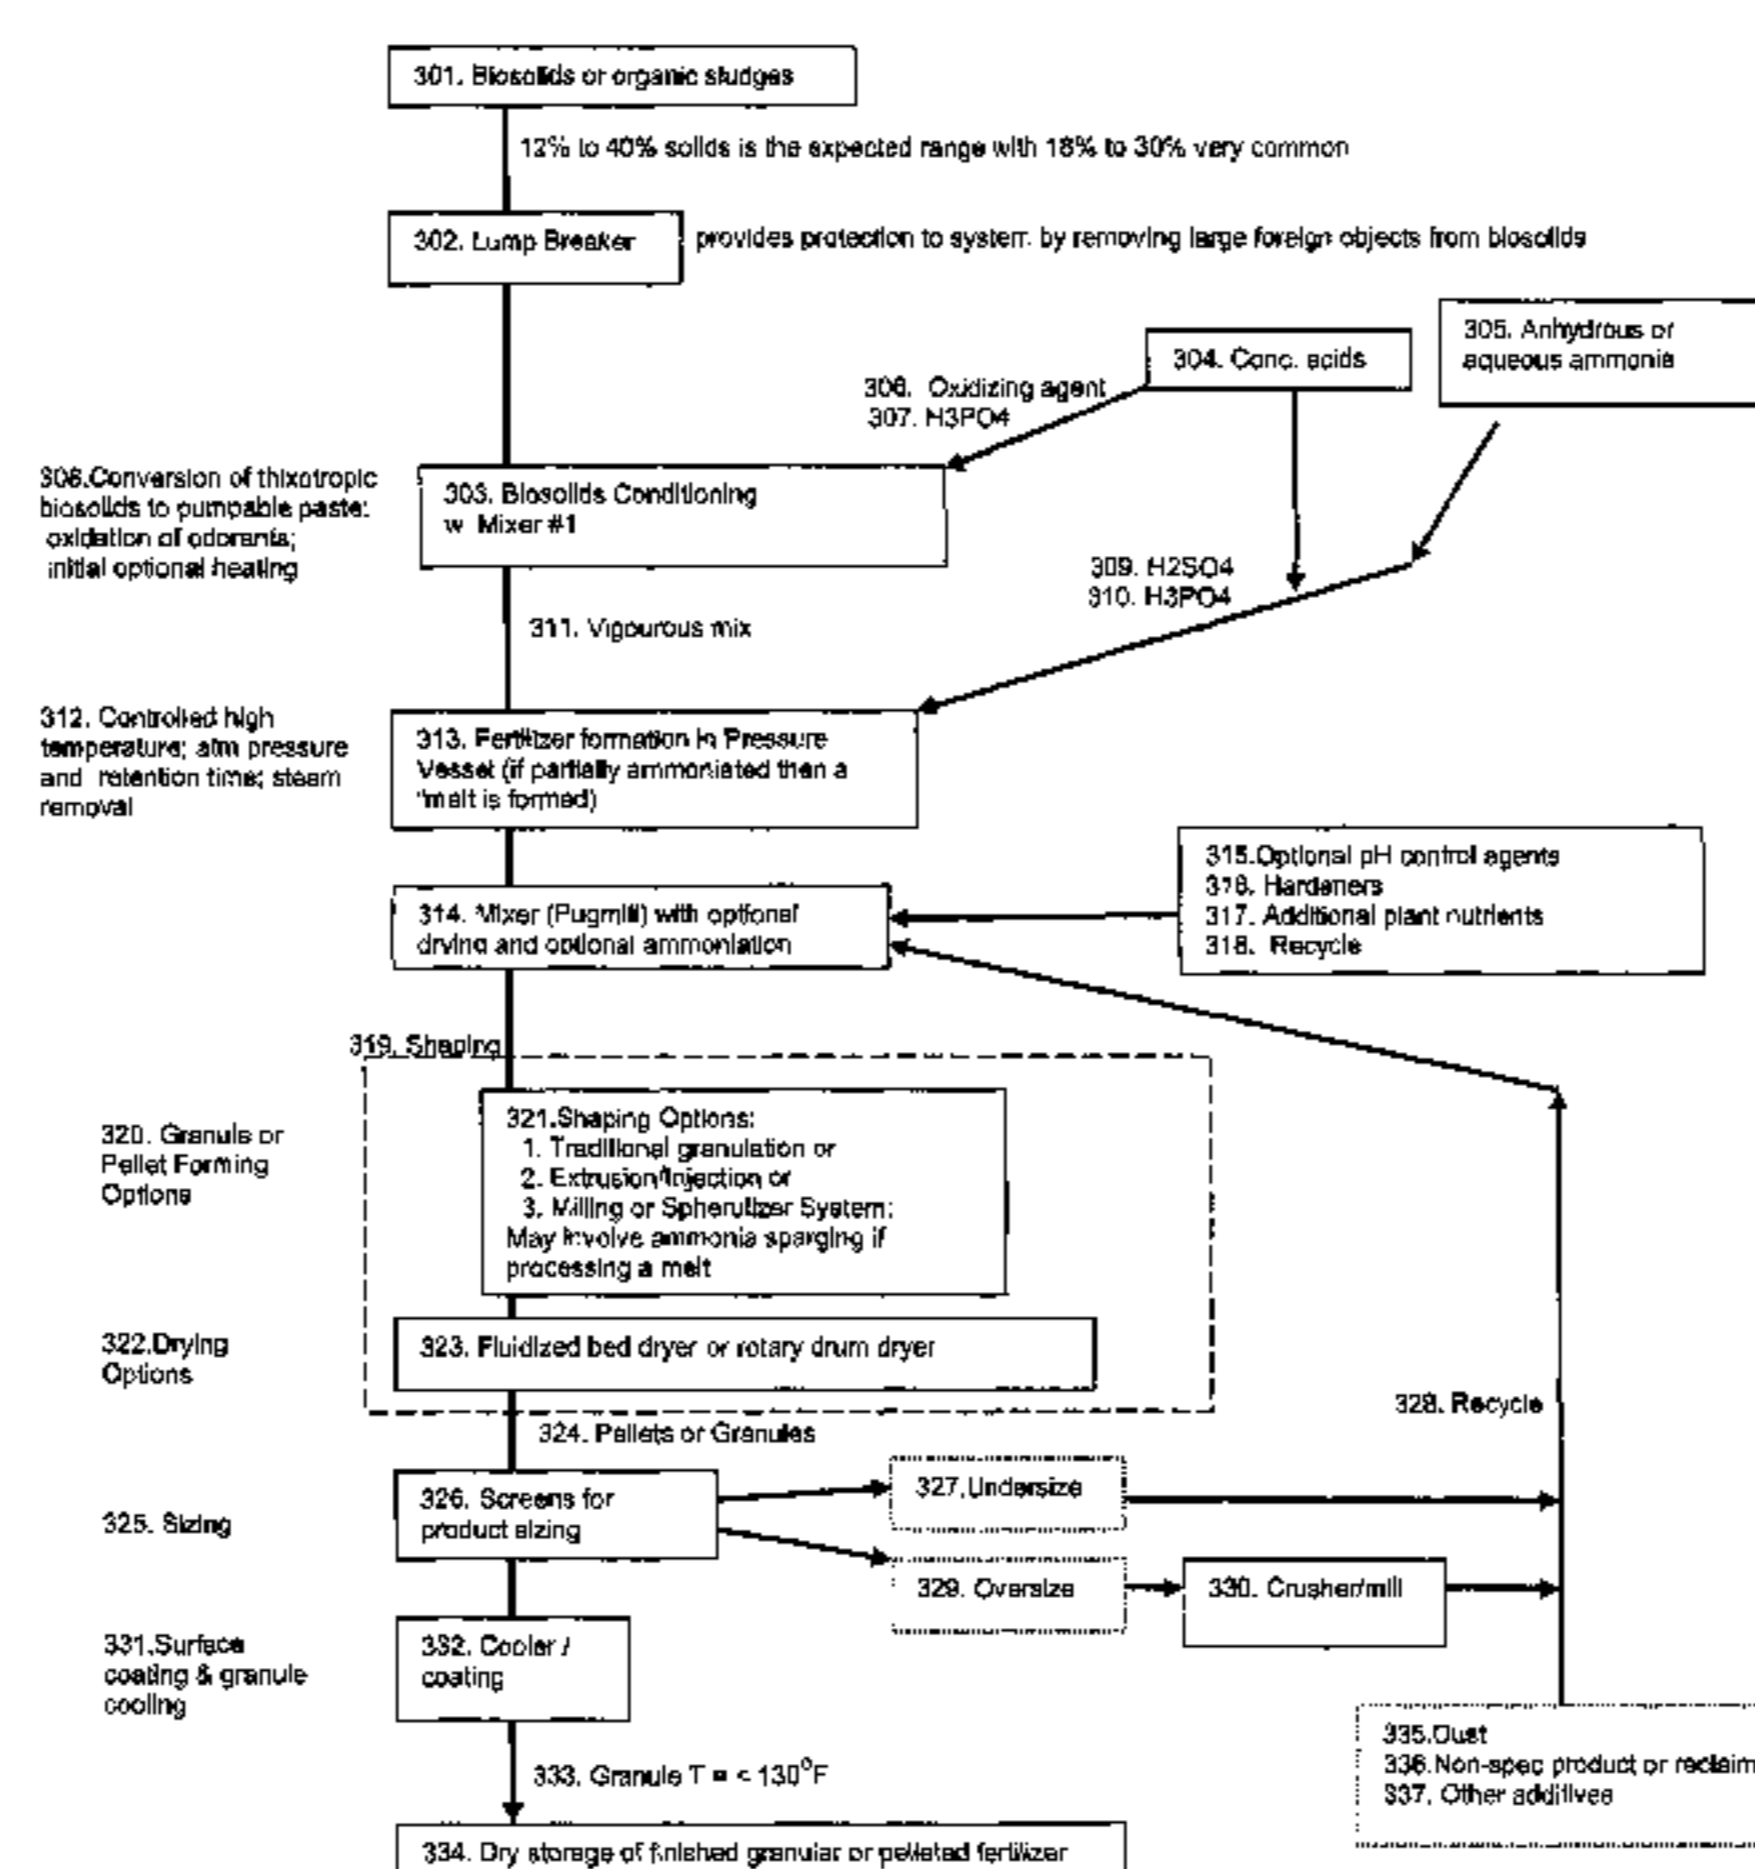 301. Biosolids or organic sludges
12% to 40% solids is the expected range with 18% to 30% very common
302. Lump Breaker
provides protection to system by removing large foreign objects from biosolids
304. Conc. acids
305. Anhydrous or
aqueous ammonia
306. Oxidizing agent
307. H3PO4
308.Conversion of thixotropic
biosolids to pumpable paste:
oxidation of odorants;
initial optional heating
303. Biosolids Conditioning
w Mixer #1
309. H2SO4
310. H3PO4
311. Vigourous mix
312. Controlled high
temperature; atm pressure
and retention time; steam
removal
313. Fertilizer formation in Pressure
Vessel (if partially ammoniated then a
"melt is formed)
314. Mixer (Pugmill) with optional
drying and optional ammoniation
315.Optional pH control agents
316. Hardeners
317. Additional plant nutrients
318. Recycle
319. Shaping
320. Granule or
Pellet Forming
Options
321.Shaping Options:
1. Traditional granulation or
2. Extrusion/Injection or
3. Milling or Spherulizer System:
May involve ammonia sparging if
processing a melt
322.Drying
Options
323. Fluidized bed dryer or rotary drum dryer
328. Recycle
324. Pellets or Granules
325. Sizing
326. Screens for
product sizing
327.Undersize
329. Oversize
330. Crusher/mill
331.Surface
coating & granule
cooling
332. Cooler /
coating
333. Granule T = < 130°F
335.Dust
336.Non-spec product or reclaim
337. Other additives
334. Dry storage of finished granular or pelleted fertilizer